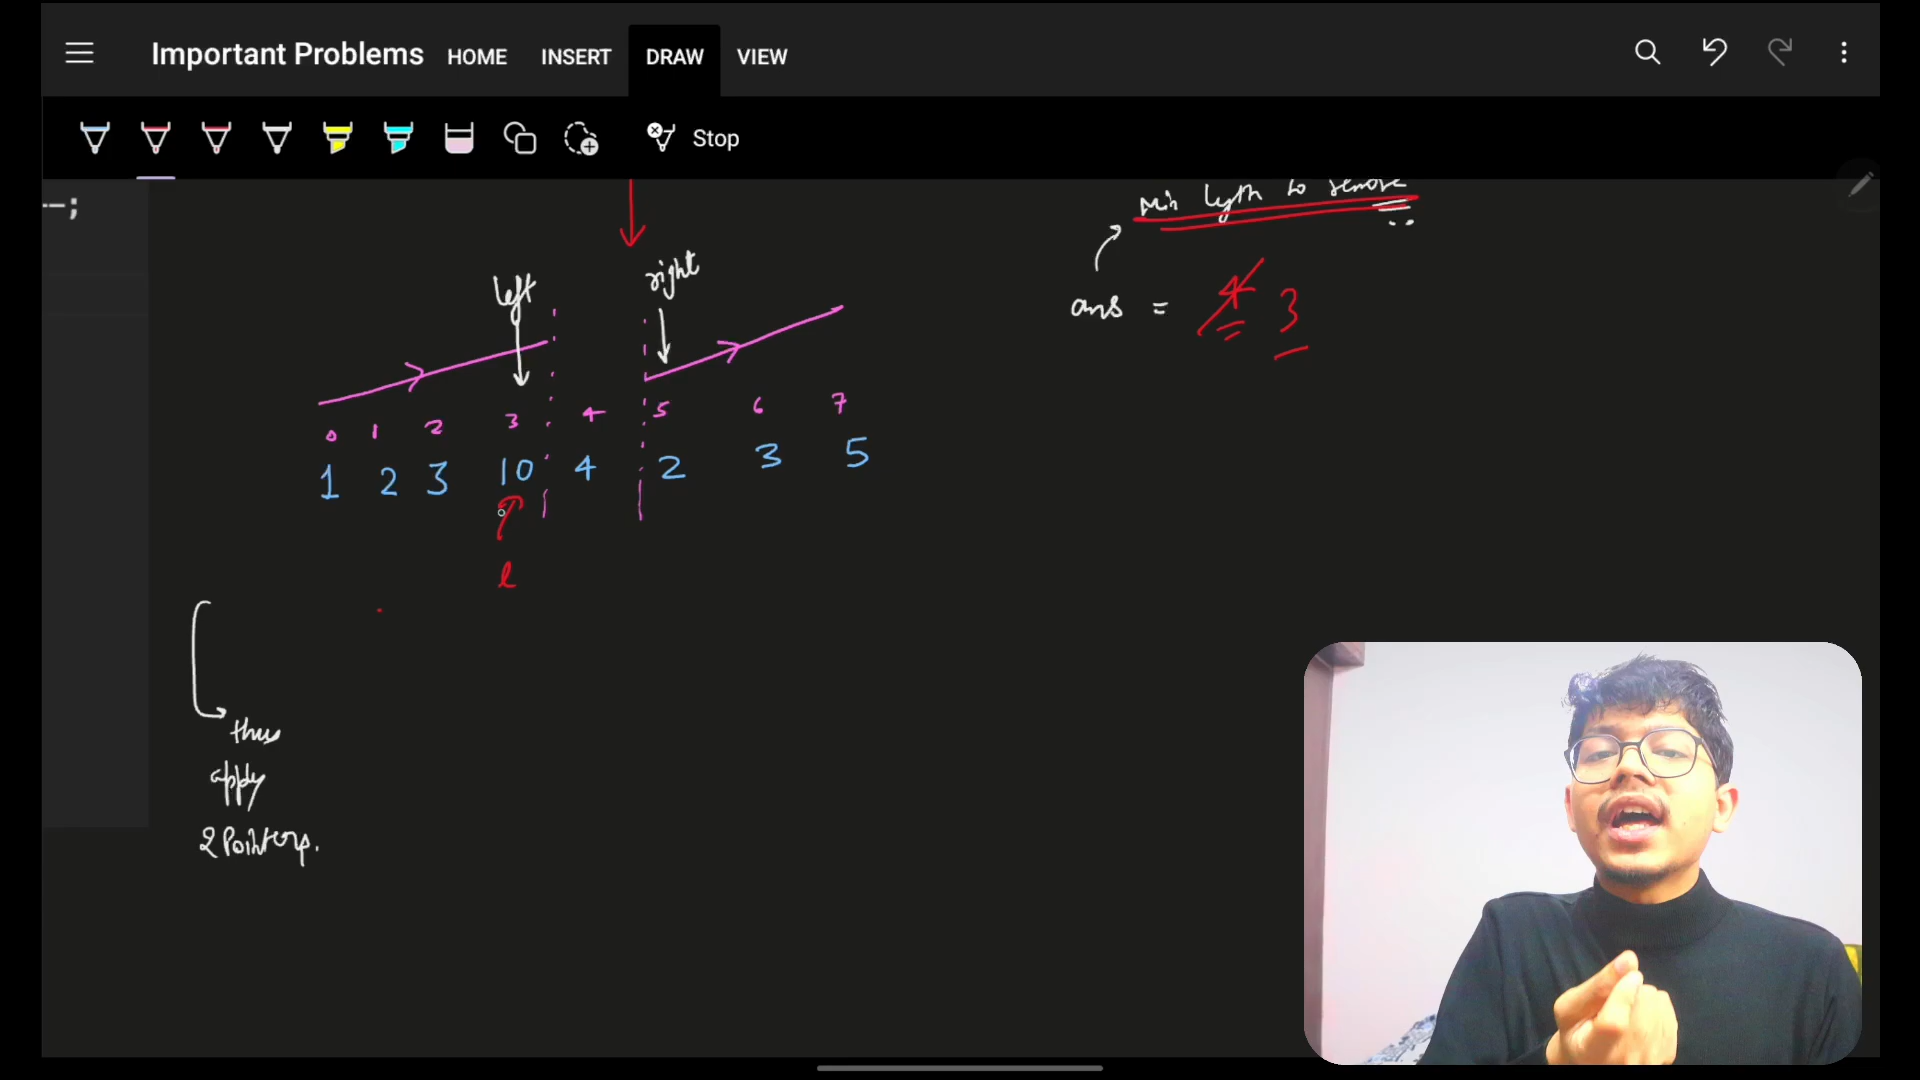 Important Problems HOME INSERT DRAW VIEW
Stop
--;
min to remove
left right
ans = 4 3
0 1 2 3 4 5 6 7
1 2 3 10 4 2 3 5
l
thus
apply
2 Pointers.